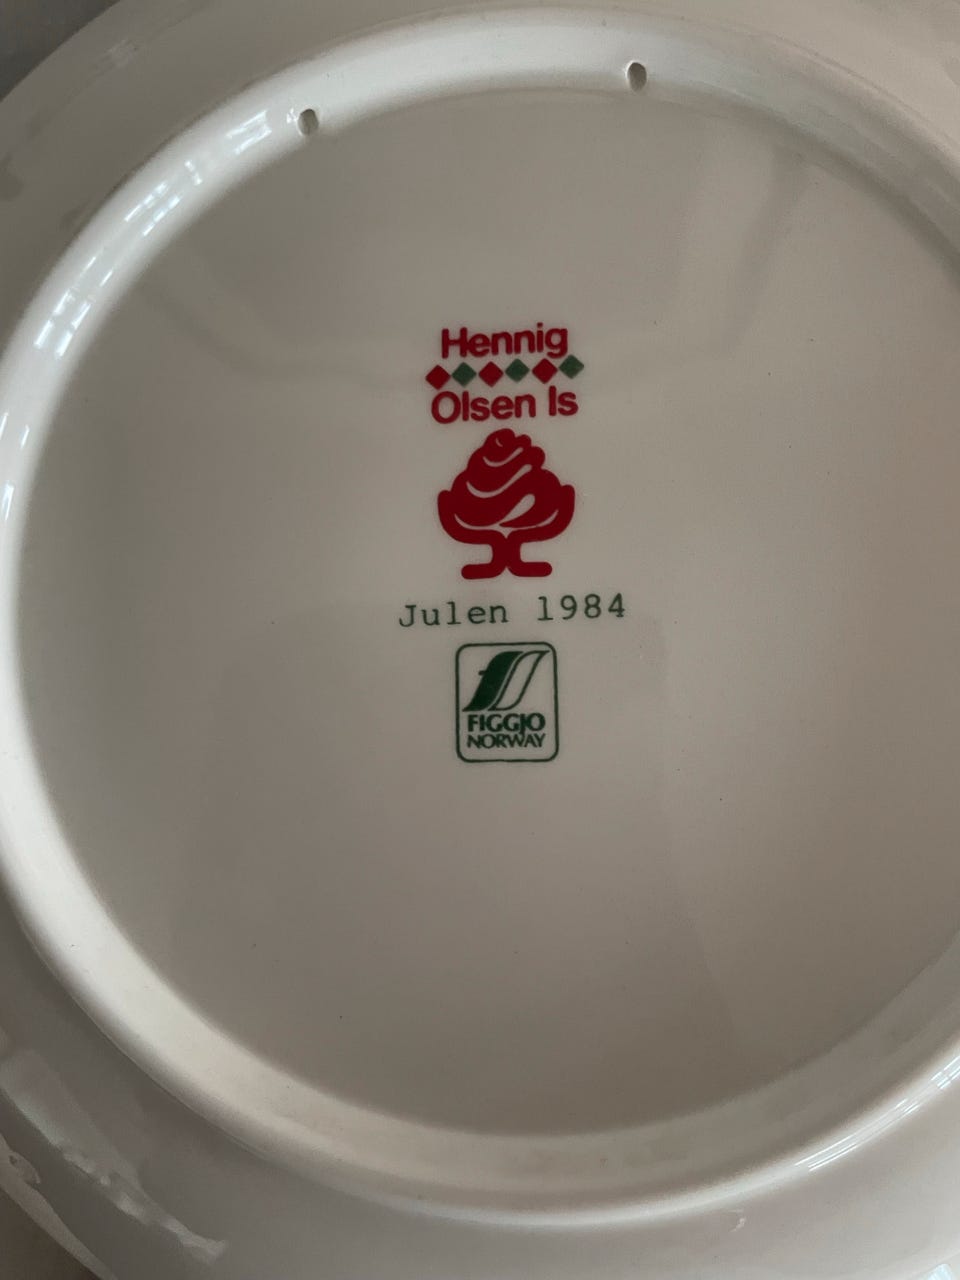 Hennig
Olsen Is
Julen 1984
FIGGJO
NORWAY